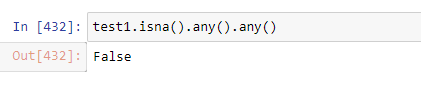 In [432]: test1.isna().any().any()
Out[432]: False